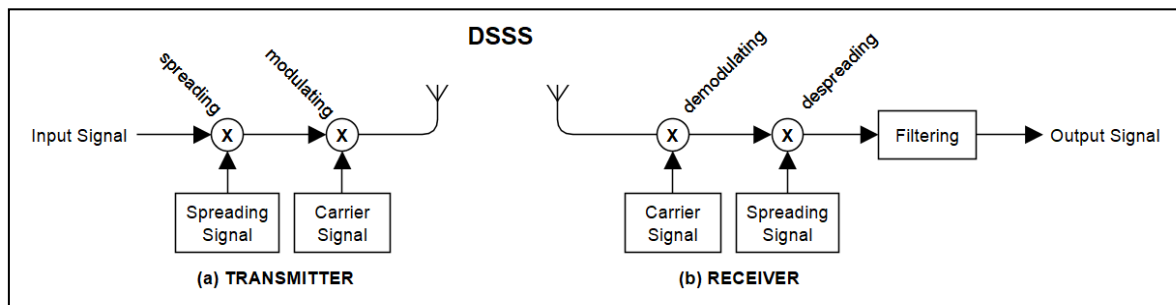 DSSS
spreading
modulating
demodulating
despreading
Input Signal
X
X
X
X
Filtering
Output Signal
Spreading
Signal
Carrier
Signal
Carrier
Signal
Spreading
Signal
(a) TRANSMITTER
(b) RECEIVER